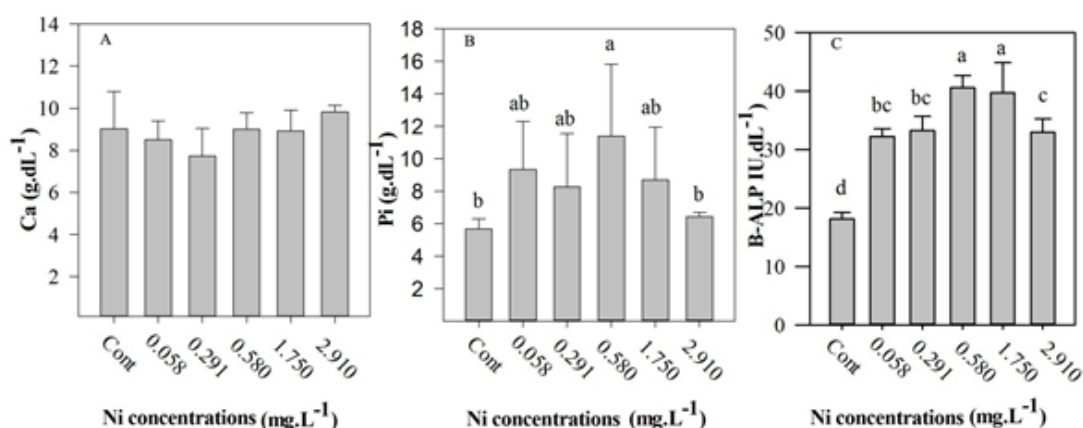 A
Ca (g.dL-1)
14
12
10
8
6
4
2
Cont
0.058
0.291
0.580
1.750
2.910
Ni concentrations (mg.L-1)
B
Pi (g.dL-1)
18
16
14
12
10
8
6
4
2
b
ab
ab
a
ab
b
Cont
0.058
0.291
0.580
1.750
2.910
Ni concentrations (mg.L-1)
C
B-ALP IU.dL-1
50
40
30
20
10
0
d
bc
bc
a
a
c
Cont
0.058
0.291
0.580
1.750
2.910
Ni concentrations (mg.L-1)